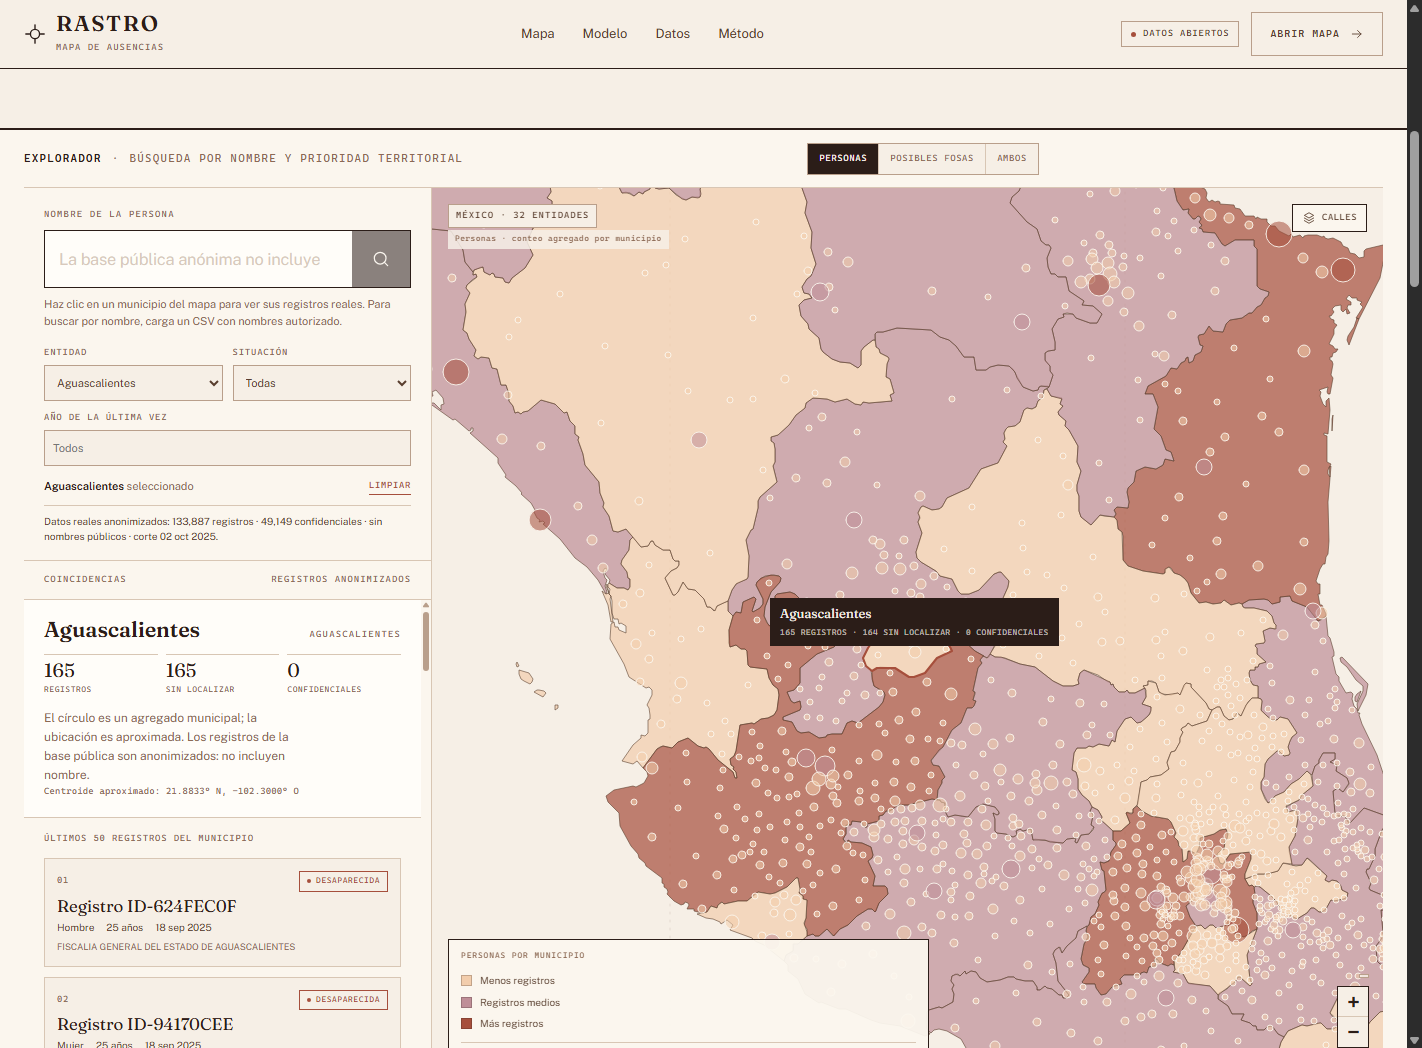 RASTRO
MAPA DE AUSENCIAS
Mapa
Modelo
Datos
Método
DATOS ABIERTOS
ABRIR MAPA →
EXPLORADOR · BÚSQUEDA POR NOMBRE Y PRIORIDAD TERRITORIAL
PERSONAS
POSIBLES FOSAS
AMBOS
NOMBRE DE LA PERSONA
La base pública anónima no incluye
Haz clic en un municipio del mapa para ver sus registros reales. Para
buscar por nombre, carga un CSV con nombres autorizado.
ENTIDAD
SITUACIÓN
Aguascalientes
Todas
AÑO DE LA ÚLTIMA VEZ
Todos
Aguascalientes seleccionado
LIMPIAR
Datos reales anonimizados: 133,887 registros · 49,149 confidenciales · sin
nombres públicos · corte 02 oct 2025.
COINCIDENCIAS
REGISTROS ANONIMIZADOS
Aguascalientes
AGUASCALIENTES
165
165
0
REGISTROS
SIN LOCALIZAR
CONFIDENCIALES
El círculo es un agregado municipal; la
ubicación es aproximada. Los registros de la
base pública son anonimizados: no incluyen
nombre.
Centroide aproximado: 21.8833° N, −102.3000° O
ÚLTIMOS 50 REGISTROS DEL MUNICIPIO
01
DESAPARECIDA
Registro ID-624FEC0F
Hombre 25 años 18 sep 2025
FISCALIA GENERAL DEL ESTADO DE AGUASCALIENTES
02
DESAPARECIDA
Registro ID-94170CEE
Mujer 25 años 18 sep 2025
MÉXICO · 32 ENTIDADES
Personas · conteo agregado por municipio
CALLES
Aguascalientes
165 REGISTROS · 164 SIN LOCALIZAR · 0 CONFIDENCIALES
PERSONAS POR MUNICIPIO
Menos registros
Registros medios
Más registros
+
−